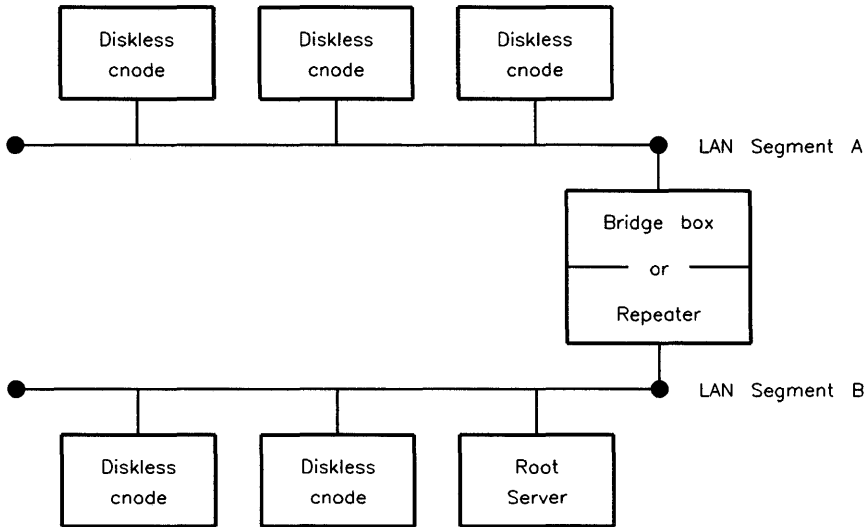 Diskless
cnode
Diskless
cnode
Diskless
cnode
LAN Segment A
Bridge box
or
Repeater
LAN Segment B
Diskless
cnode
Diskless
cnode
Root
Server